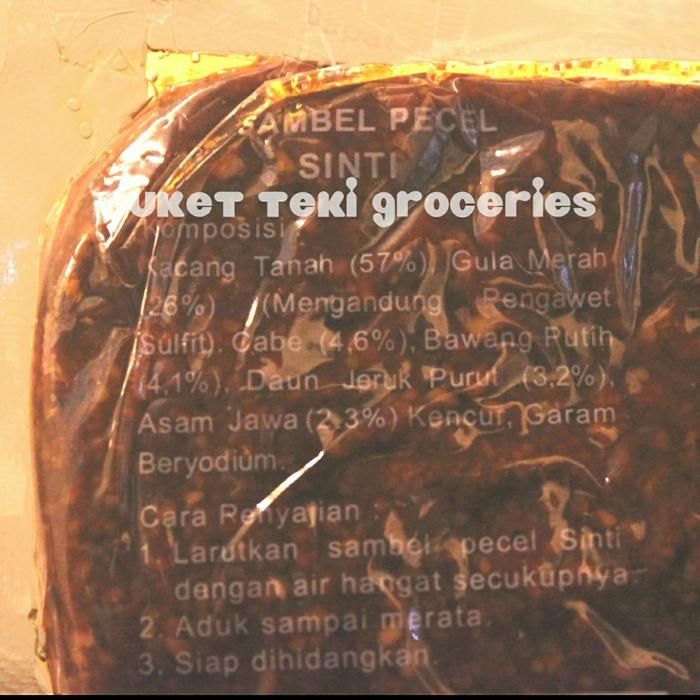 SAMBEL PECEL
SINTI
SUKET TEKI groceries
Komposisi
Kacang Tanah (57%), Gula Merah
(26%) (Mengandung Pengawet
Sulfit). Cabe (4,6%), Bawang Putih
(4,1%), Daun Jeruk Purut (3,2%),
Asam Jawa (2,3%) Kencur, Garam
Beryodium.
Cara Penyajian :
1. Larutkan sambel pecel Sinti
dengan air hangat secukupnya
2. Aduk sampai merata.
3. Siap dihidangkan.